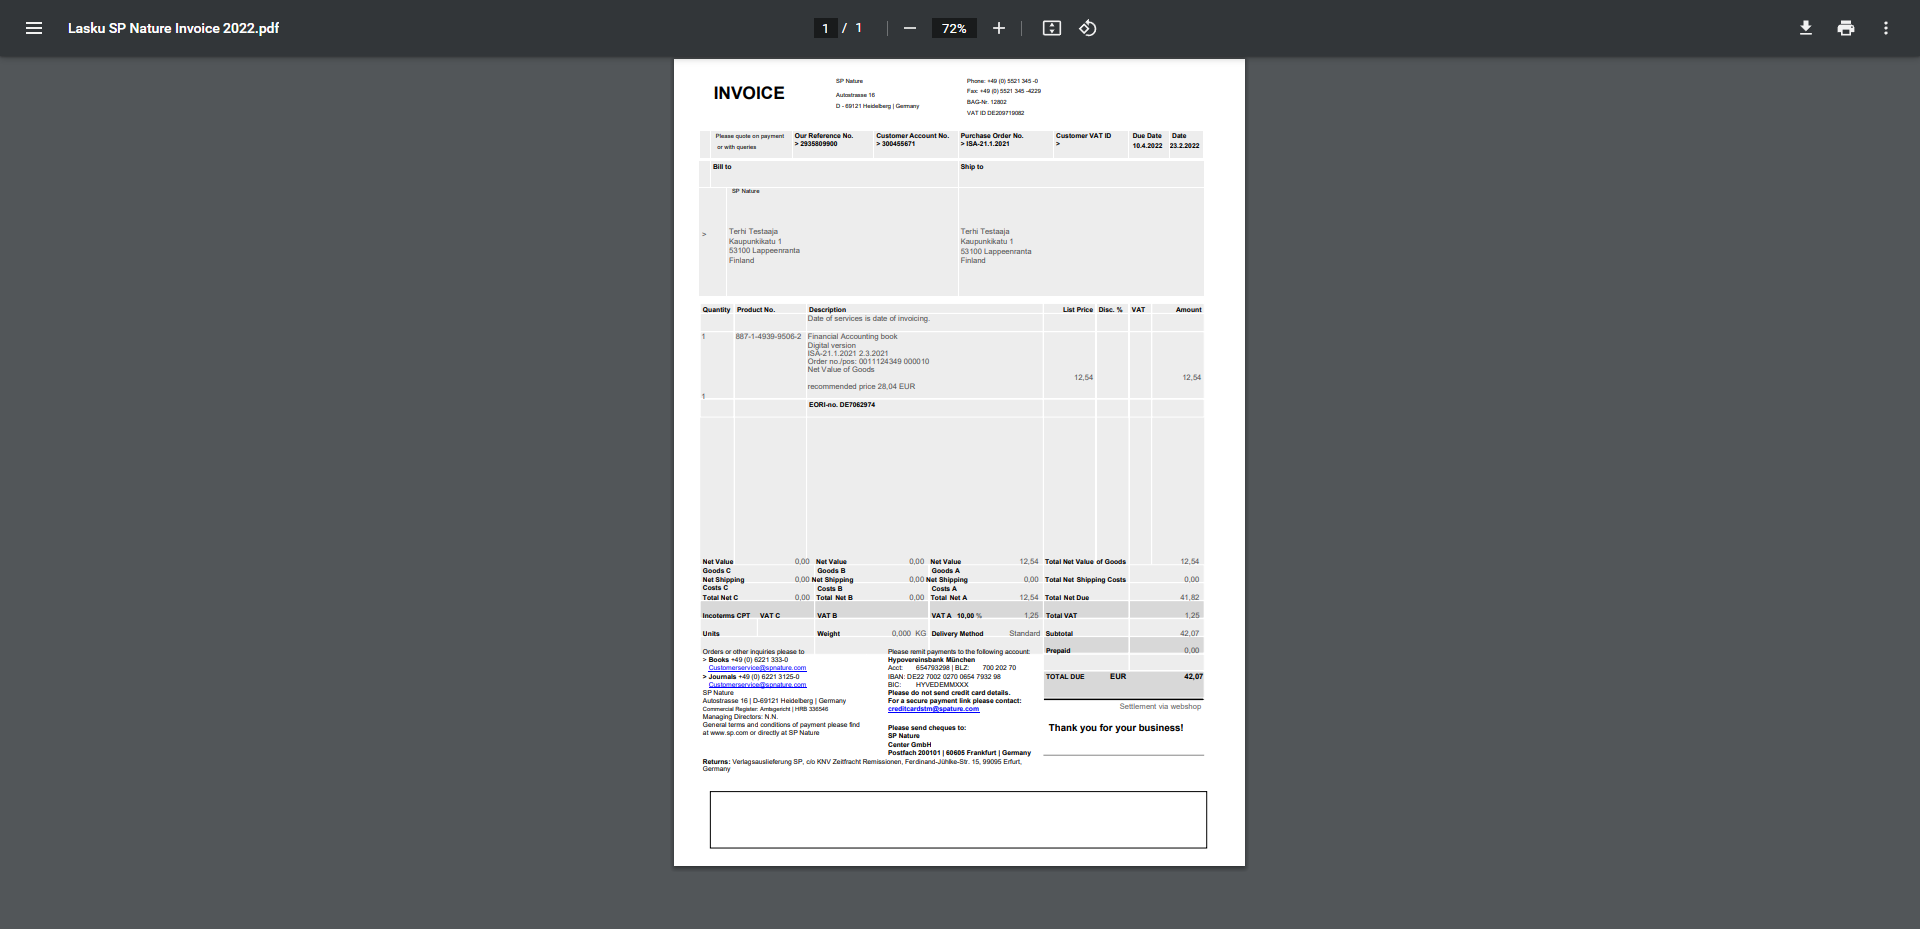 Lasku SP Nature Invoice 2022.pdf
1 / 1
72%
INVOICE
SP Nature
Autostrasse 16
D - 69121 Heidelberg | Germany
Phone: +49 (0) 5521 345 -0
Fax: +49 (0) 5521 345 -4229
BAG-Nr. 12802
VAT ID DE209719082
Please quote on payment
or with queries
Our Reference No.
> 2935809900
Customer Account No.
> 300455671
Purchase Order No.
> ISA-21.1.2021
Customer VAT ID
>
Due Date
10.4.2022
Date
23.2.2022
Bill to
Ship to
SP Nature
>
Terhi Testaaja
Kaupunkikatu 1
53100 Lappeenranta
Finland
Terhi Testaaja
Kaupunkikatu 1
53100 Lappeenranta
Finland
Quantity Product No. Description List Price Disc. % VAT Amount
Date of services is date of invoicing.
1 887-1-4939-9506-2 Financial Accounting book
Digital version
ISA-21.1.2021 2.3.2021
Order no./pos: 0011124349 000010
Net Value of Goods
12,54 12,54
recommended price 28,04 EUR
1
EORI-no. DE7062974
Net Value 0,00 Net Value 0,00 Net Value 12,54 Total Net Value of Goods 12,54
Goods C Goods B Goods A
Net Shipping 0,00 Net Shipping 0,00 Net Shipping 0,00 Total Net Shipping Costs 0,00
Costs C Costs B Costs A
Total Net C 0,00 Total Net B 0,00 Total Net A 12,54 Total Net Due 41,82
Incoterms CPT VAT C VAT B VAT A 10,00 % 1,25 Total VAT 1,25
Units Weight 0,000 KG Delivery Method Standard Subtotal 42,07
Prepaid 0,00
TOTAL DUE EUR 42,07
Settlement via webshop
Thank you for your business!
Orders or other inquiries please to
> Books +49 (0) 6221 333-0
Customerservice@spnature.com
> Journals +49 (0) 6221 3125-0
Customerservice@spnature.com
SP Nature
Autostrasse 16 | D-69121 Heidelberg | Germany
Commercial Register: Amtsgericht | HRB 336546
Managing Directors: N.N.
General terms and conditions of payment please find
at www.sp.com or directly at SP Nature
Please remit payments to the following account:
Hypovereinsbank München
Acct: 654793298 | BLZ: 700 202 70
IBAN: DE22 7002 0270 0654 7932 98
BIC: HYVEDEMMXXX
Please do not send credit card details.
For a secure payment link please contact:
creditcardstm@spature.com
Please send cheques to:
SP Nature
Center GmbH
Postfach 200101 | 60605 Frankfurt | Germany
Returns: Verlagsauslieferung SP, c/o KNV Zeitfracht Remissionen, Ferdinand-Jühlke-Str. 15, 99095 Erfurt,
Germany